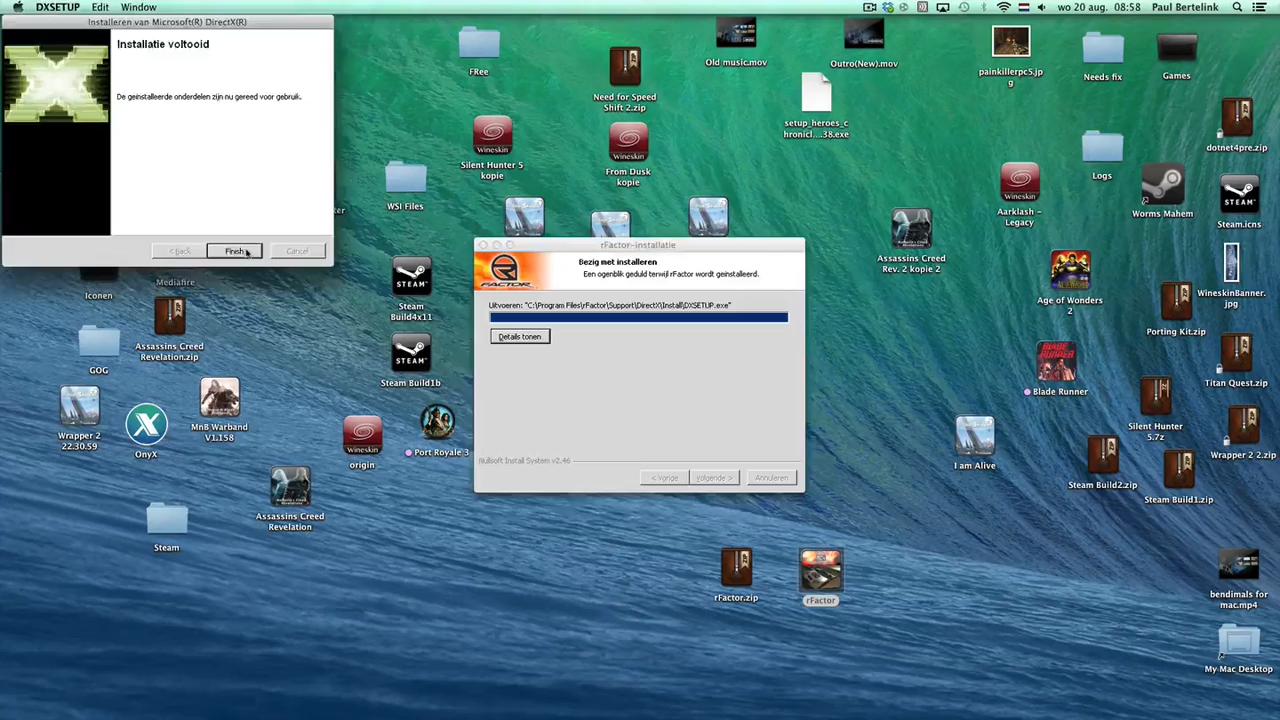 DXSETUP Edit Window
wo 20 aug. 08:58 Paul Bertelink
Installeren van Microsoft(R) DirectX(R)
Installatie voltooid
De geïnstalleerde onderdelen zijn nu gereed voor gebruik.
< Back Finish Cancel
FRee
Need for Speed
Shift 2.zip
Old music.mov
Outro(New).mov
setup_heroes_c
hronicl...38.exe
painkillerpc5.jp
g
Needs fix
Games
Silent Hunter 5
kopie
From Dusk
kopie
WSI Files
Wineskin
Wineskin
Wineskin
Aarklash -
Legacy
Logs
Worms Mahem
dotnet4pre.zip
Steam.icns
Assassins Creed
Rev. 2 kopie 2
Age of Wonders
2
WineskinBanner.
jpg
Porting Kit.zip
Iconen
Mediafire
Assassins Creed
Revelation.zip
GOG
STEAM
Steam
Build4x11
STEAM
Steam Build1b
rFactor-installatie
FACTOR
Bezig met installeren
Een ogenblik geduld terwijl rFactor wordt geïnstalleerd.
Uitvoeren: "C:\Program Files\rFactor\Support\DirectX\Install\DXSETUP.exe"
Details tonen
Nullsoft Install System v2.46
< Vorige Volgende > Annuleren
Wrapper 2
22.30.59
OnyX
MnB Warband
V1.158
Wineskin
origin
Port Royale 3
Assassins Creed
Revelation
Steam
BLADE
RUNNER
Blade Runner
Titan Quest.zip
Silent Hunter
5.7z
Wrapper 2 2.zip
I am Alive
Steam Build2.zip
Steam Build1.zip
ZIP
rFactor.zip
rFactor
bendimals for
mac.mp4
My Mac Desktop